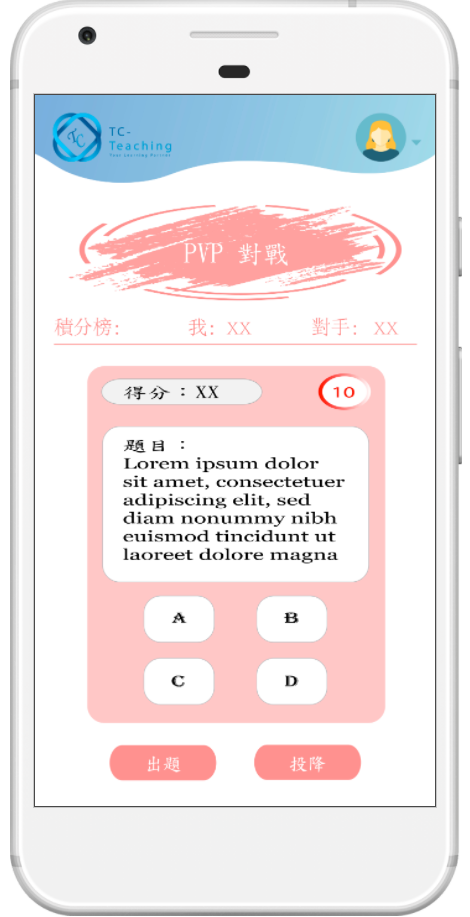 TC
TC-
Teaching
Your Learning Partner
PVP 對戰
積分榜: 我: XX 對手: XX
得分：XX 10
題目：
Lorem ipsum dolor
sit amet, consectetuer
adipiscing elit, sed
diam nonummy nibh
euismod tincidunt ut
laoreet dolore magna
A B
C D
出題 投降